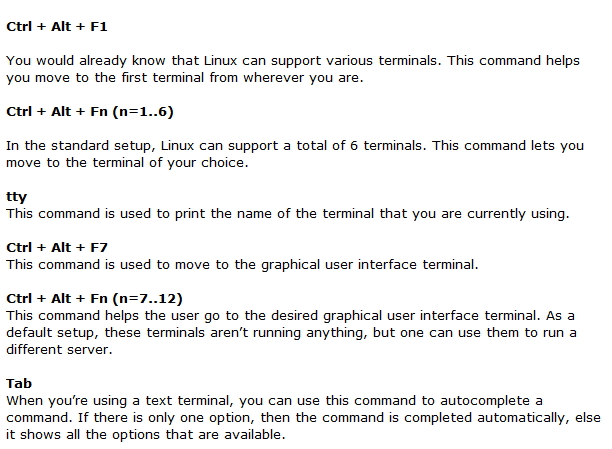 Ctrl + Alt + F1
You would already know that Linux can support various terminals. This command helps
you move to the first terminal from wherever you are.
Ctrl + Alt + Fn (n=1..6)
In the standard setup, Linux can support a total of 6 terminals. This command lets you
move to the terminal of your choice.
tty
This command is used to print the name of the terminal that you are currently using.
Ctrl + Alt + F7
This command is used to move to the graphical user interface terminal.
Ctrl + Alt + Fn (n=7..12)
This command helps the user go to the desired graphical user interface terminal. As a
default setup, these terminals aren’t running anything, but one can use them to run a
different server.
Tab
When you’re using a text terminal, you can use this command to autocomplete a
command. If there is only one option, then the command is completed automatically, else
it shows all the options that are available.